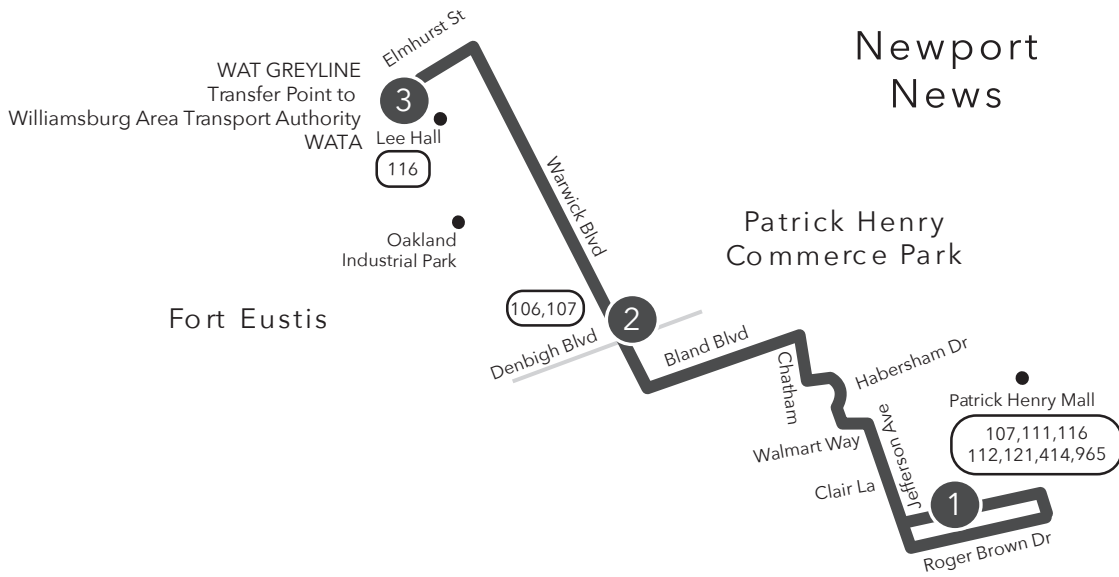 Elmhurst St
Newport
News
WAT GREYLINE
Transfer Point to
Williamsburg Area Transport Authority
WATA
3
Lee Hall
116
Warwick Blvd
Oakland
Industrial Park
Patrick Henry
Commerce Park
Fort Eustis
106,107
2
Denbigh Blvd
Bland Blvd
Chatham
Habersham Dr
Patrick Henry Mall
107,111,116
112,121,414,965
Walmart Way
Jefferson Ave
Clair La
1
Roger Brown Dr